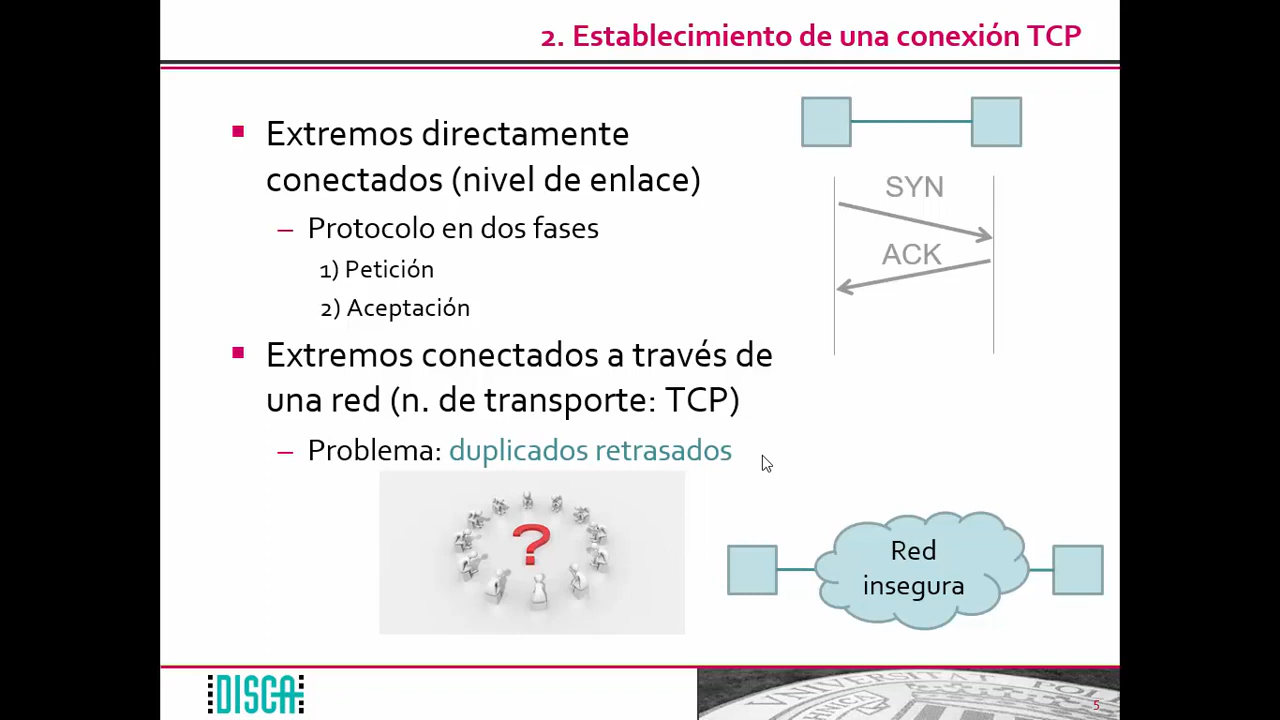 2. Establecimiento de una conexión TCP
Extremos directamente
conectados (nivel de enlace)
– Protocolo en dos fases
1) Petición
2) Aceptación
SYN
ACK
Extremos conectados a través de
una red (n. de transporte: TCP)
– Problema: duplicados retrasados
?
Red
insegura
DISCA
5